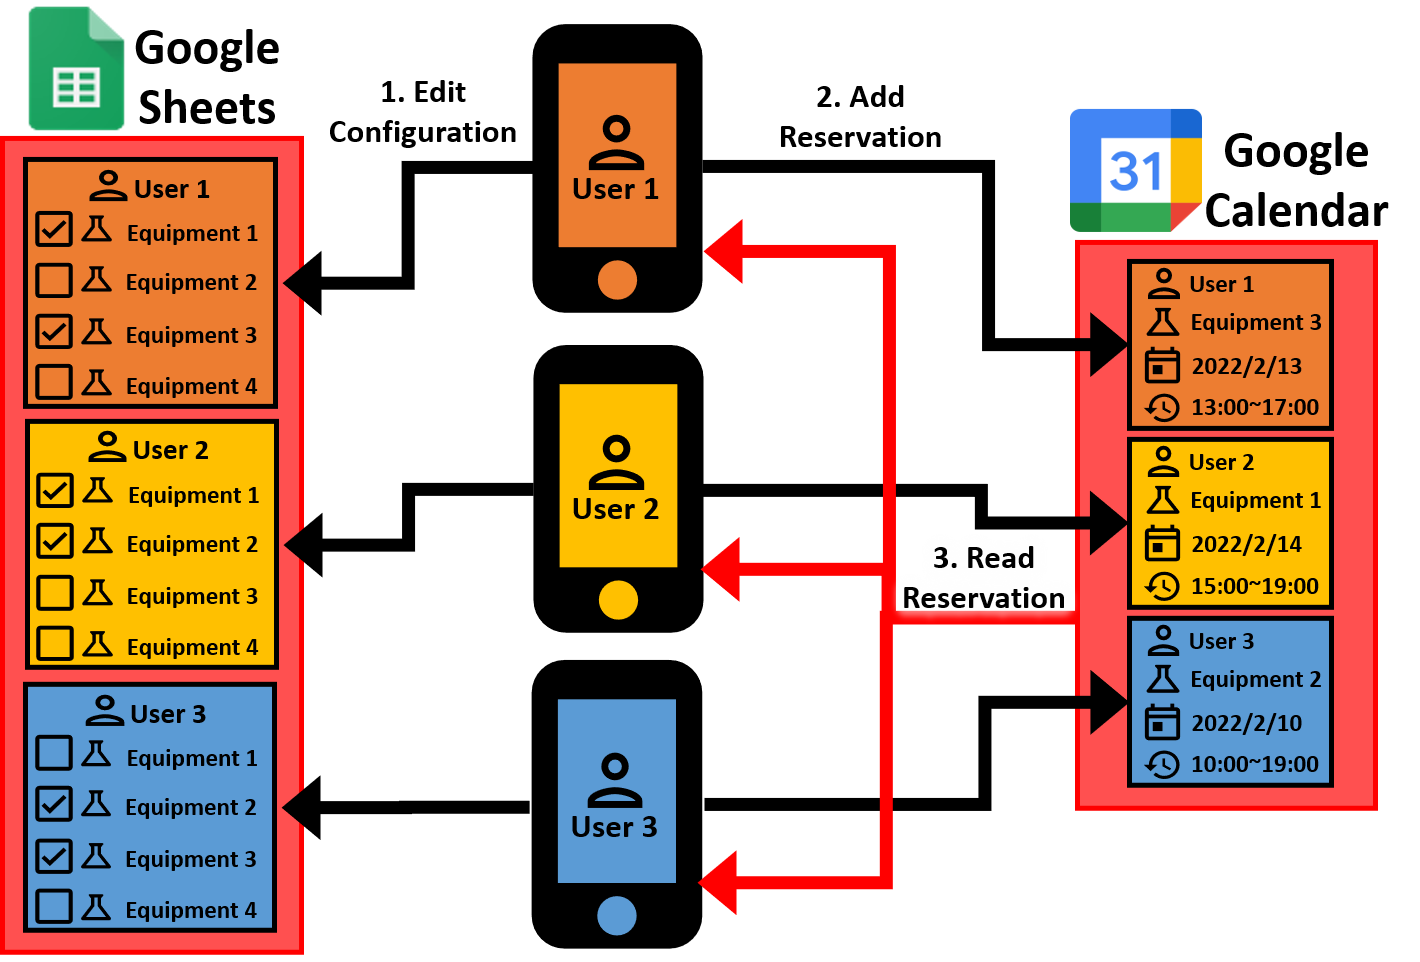 Google
Sheets
1. Edit
Configuration
2. Add
Reservation
31
Google
Calendar
User 1
Equipment 1
Equipment 2
Equipment 3
Equipment 4
User 2
Equipment 1
Equipment 2
Equipment 3
Equipment 4
User 3
Equipment 1
Equipment 2
Equipment 3
Equipment 4
User 1
User 2
User 3
3. Read
Reservation
User 1
Equipment 3
2022/2/13
13:00~17:00
User 2
Equipment 1
2022/2/14
15:00~19:00
User 3
Equipment 2
2022/2/10
10:00~19:00